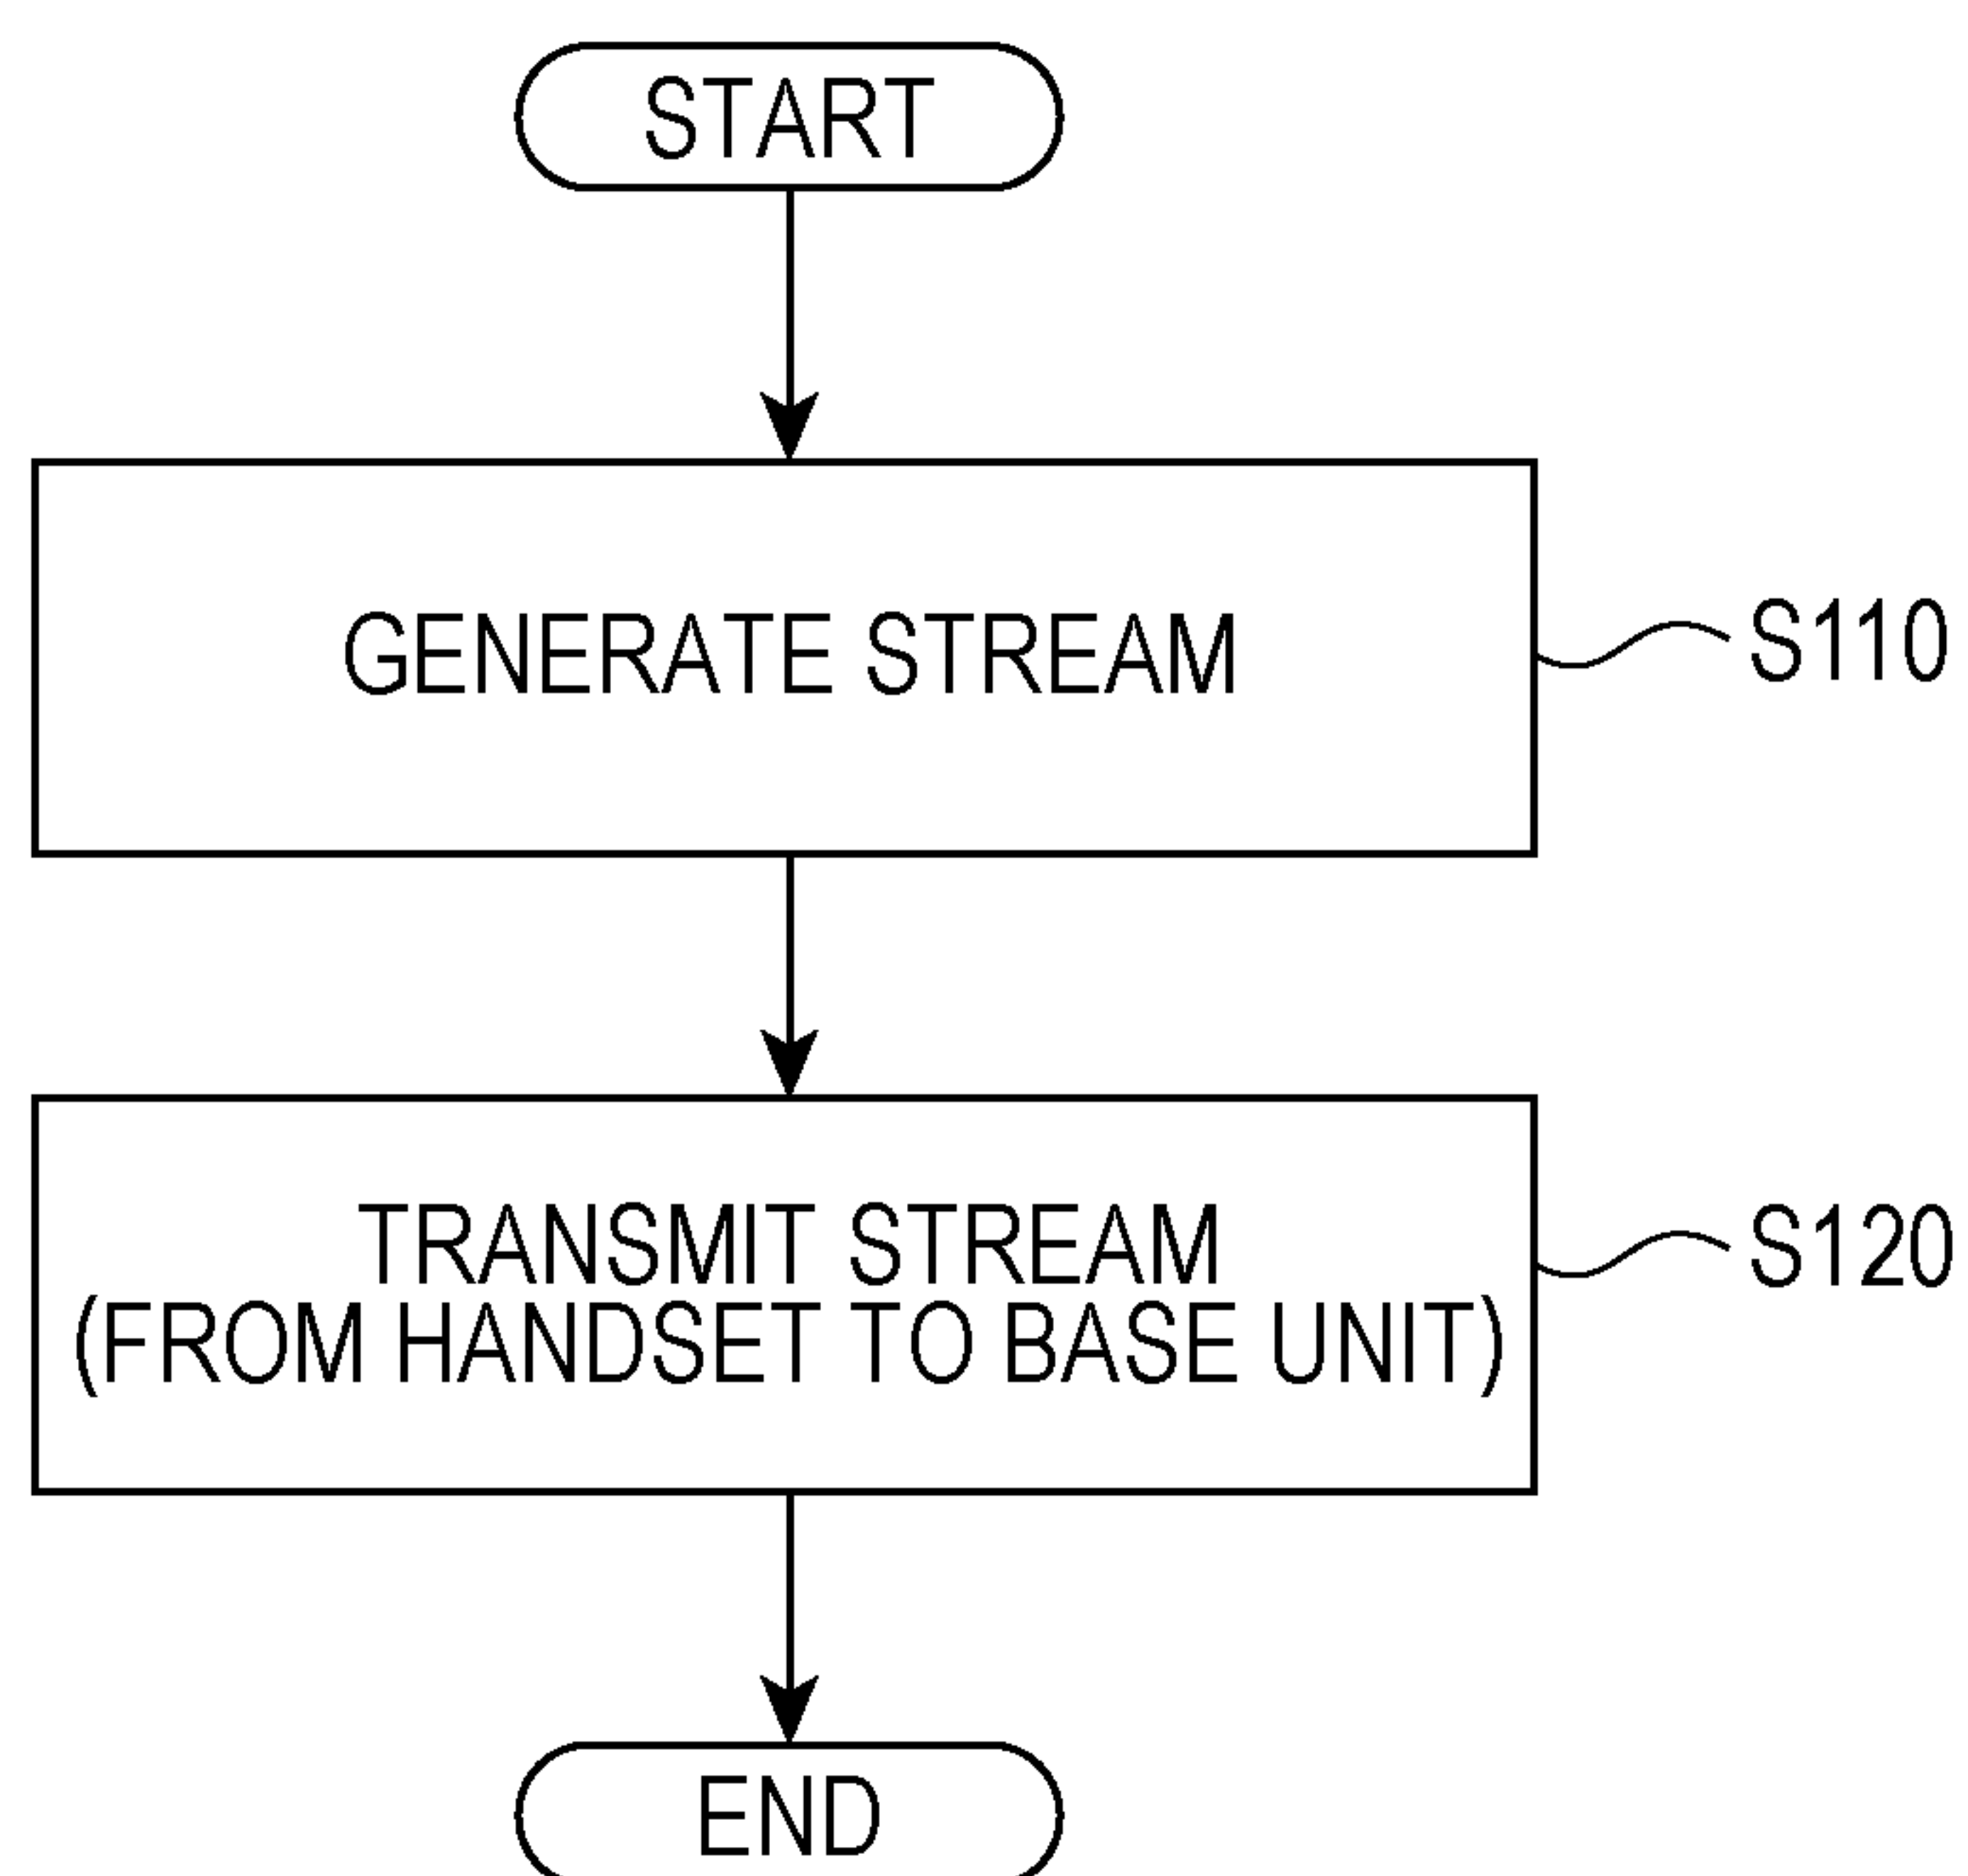 START
GENERATE STREAM
S110
TRANSMIT STREAM
(FROM HANDSET TO BASE UNIT)
S120
END